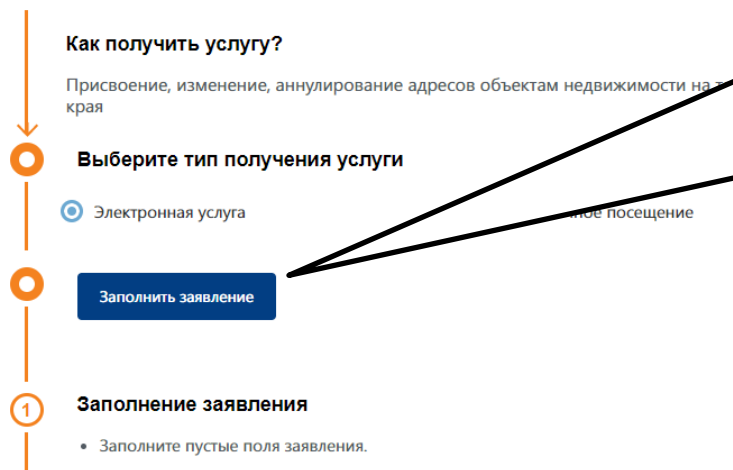 Как получить услугу?
Присвоение, изменение, аннулирование адресов объектам недвижимости на
края
Выберите тип получения услуги
Электронная услуга
посещение
Заполнить заявление
1
Заполнение заявления
• Заполните пустые поля заявления.